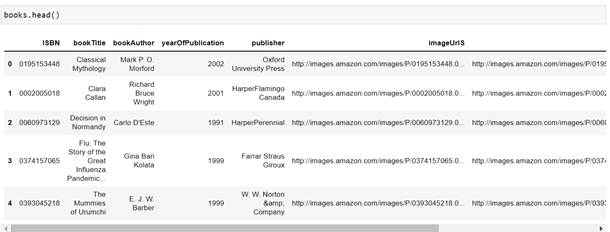 books.head()
ISBN bookTitle bookAuthor yearOfPublication publisher imageUrlS
0 0195153448 Classical Mythology Mark P. O. Morford 2002 Oxford University Press http://images.amazon.com/images/P/0195153448.0... http://images.amazon.com/images/P/0195
1 0002005018 Clara Callan Richard Bruce Wright 2001 HarperFlamingo Canada http://images.amazon.com/images/P/0002005018.0... http://images.amazon.com/images/P/0002
2 0060973129 Decision in Normandy Carlo D'Este 1991 HarperPerennial http://images.amazon.com/images/P/0060973129.0... http://images.amazon.com/images/P/0060
3 0374157065 Flu: The Story of the Great Influenza Pandemic... Gina Bari Kolata 1999 Farrar Straus Giroux http://images.amazon.com/images/P/0374157065.0... http://images.amazon.com/images/P/0374
4 0393045218 The Mummies of Urumchi E. J. W. Barber 1999 W. W. Norton &amp; Company http://images.amazon.com/images/P/0393045218.0... http://images.amazon.com/images/P/0393